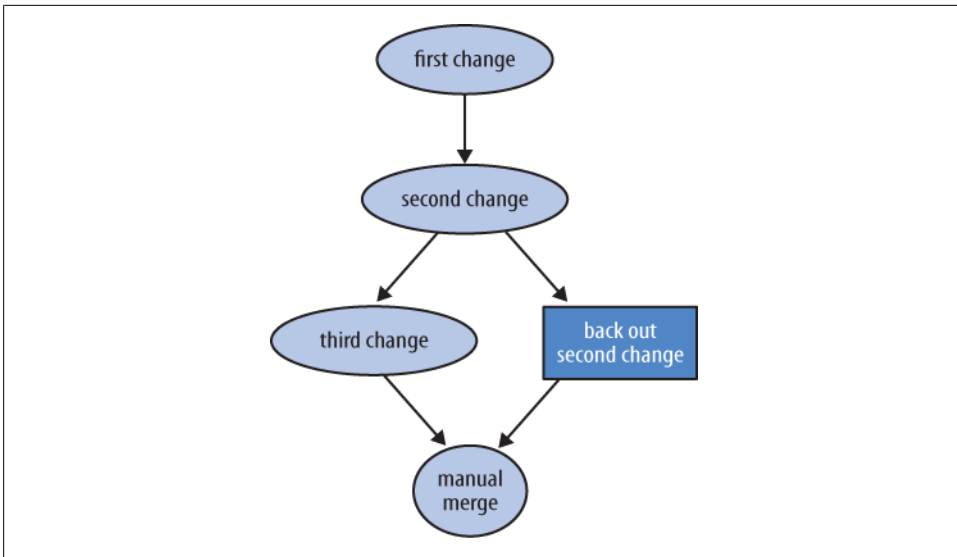 first change
second change
third change
back out
second change
manual
merge